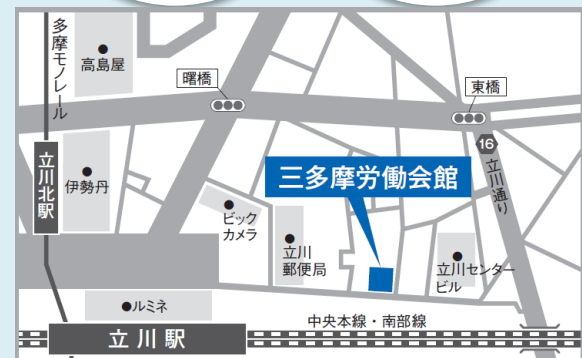 多摩モノレール
●
高島屋
曙橋
東橋
16
立川通り
立川北駅
●
伊勢丹
三多摩労働会館
●
ビック
カメラ
●
立川
郵便局
●
立川センター
ビル
●ルミネ
中央本線・南部線
立川駅